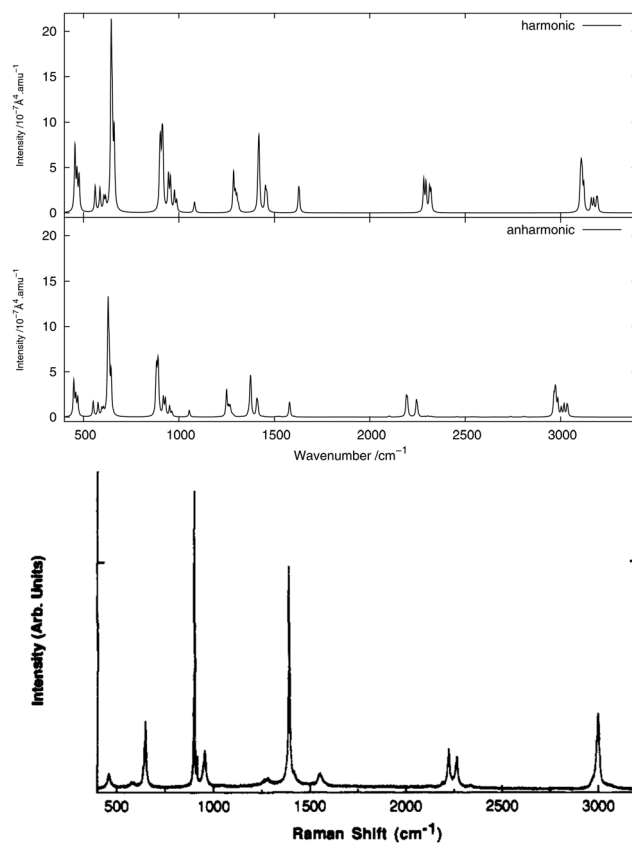 20
15
10
5
0
Intensity /10⁻⁷Å⁴.amu⁻¹
harmonic
20
15
10
5
0
Intensity /10⁻⁷Å⁴.amu⁻¹
anharmonic
500 1000 1500 2000 2500 3000
Wavenumber /cm⁻¹
Intensity (Arb. Units)
500 1000 1500 2000 2500 3000
Raman Shift (cm⁻¹)